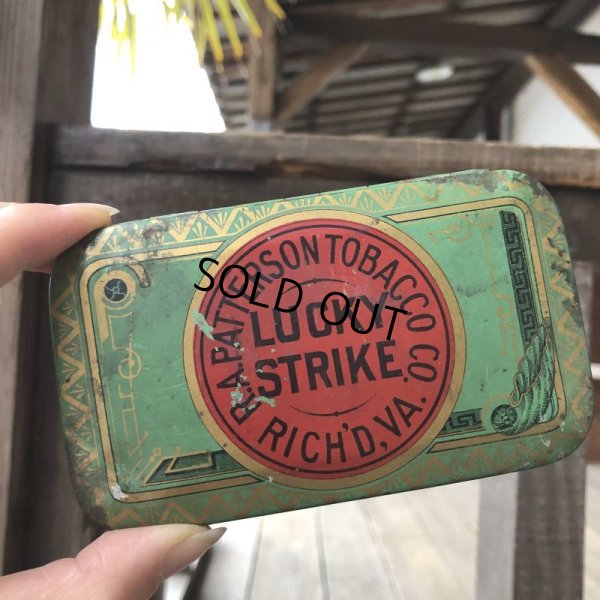 R.A. PATTERSON TOBACCO CO.
LUCKY
STRIKE
RICH'D, VA.
SOLD OUT